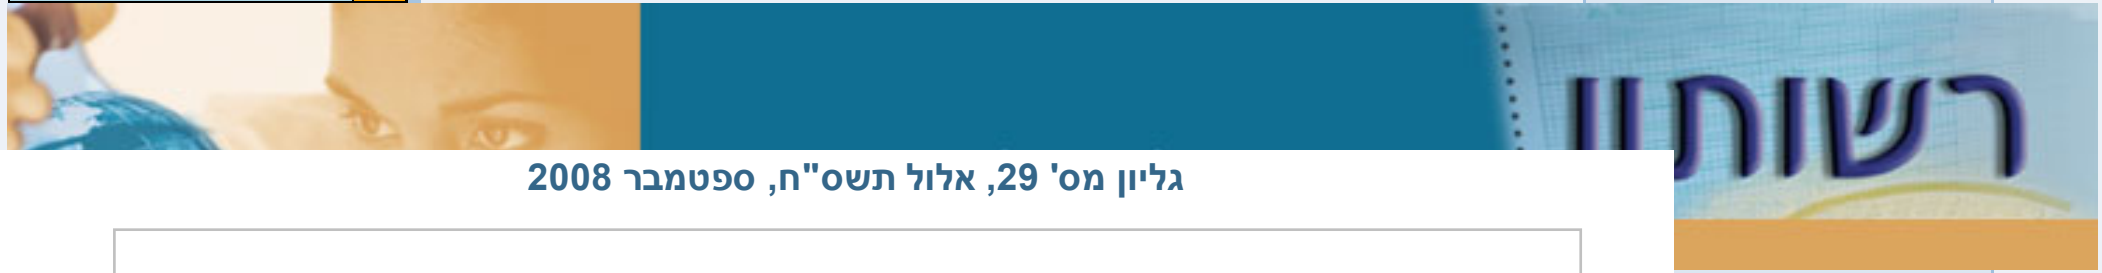 רשותון
גליון מס' 29, אלול תשס"ח, ספטמבר 2008